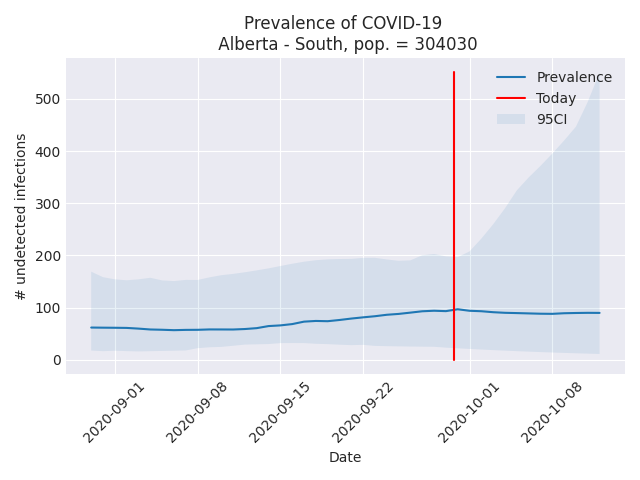 Prevalence of COVID-19
Alberta - South, pop. = 304030
Prevalence
Today
95CI
# undetected infections
500
400
300
200
100
0
2020-09-01
2020-09-08
2020-09-15
2020-09-22
2020-10-01
2020-10-08
Date